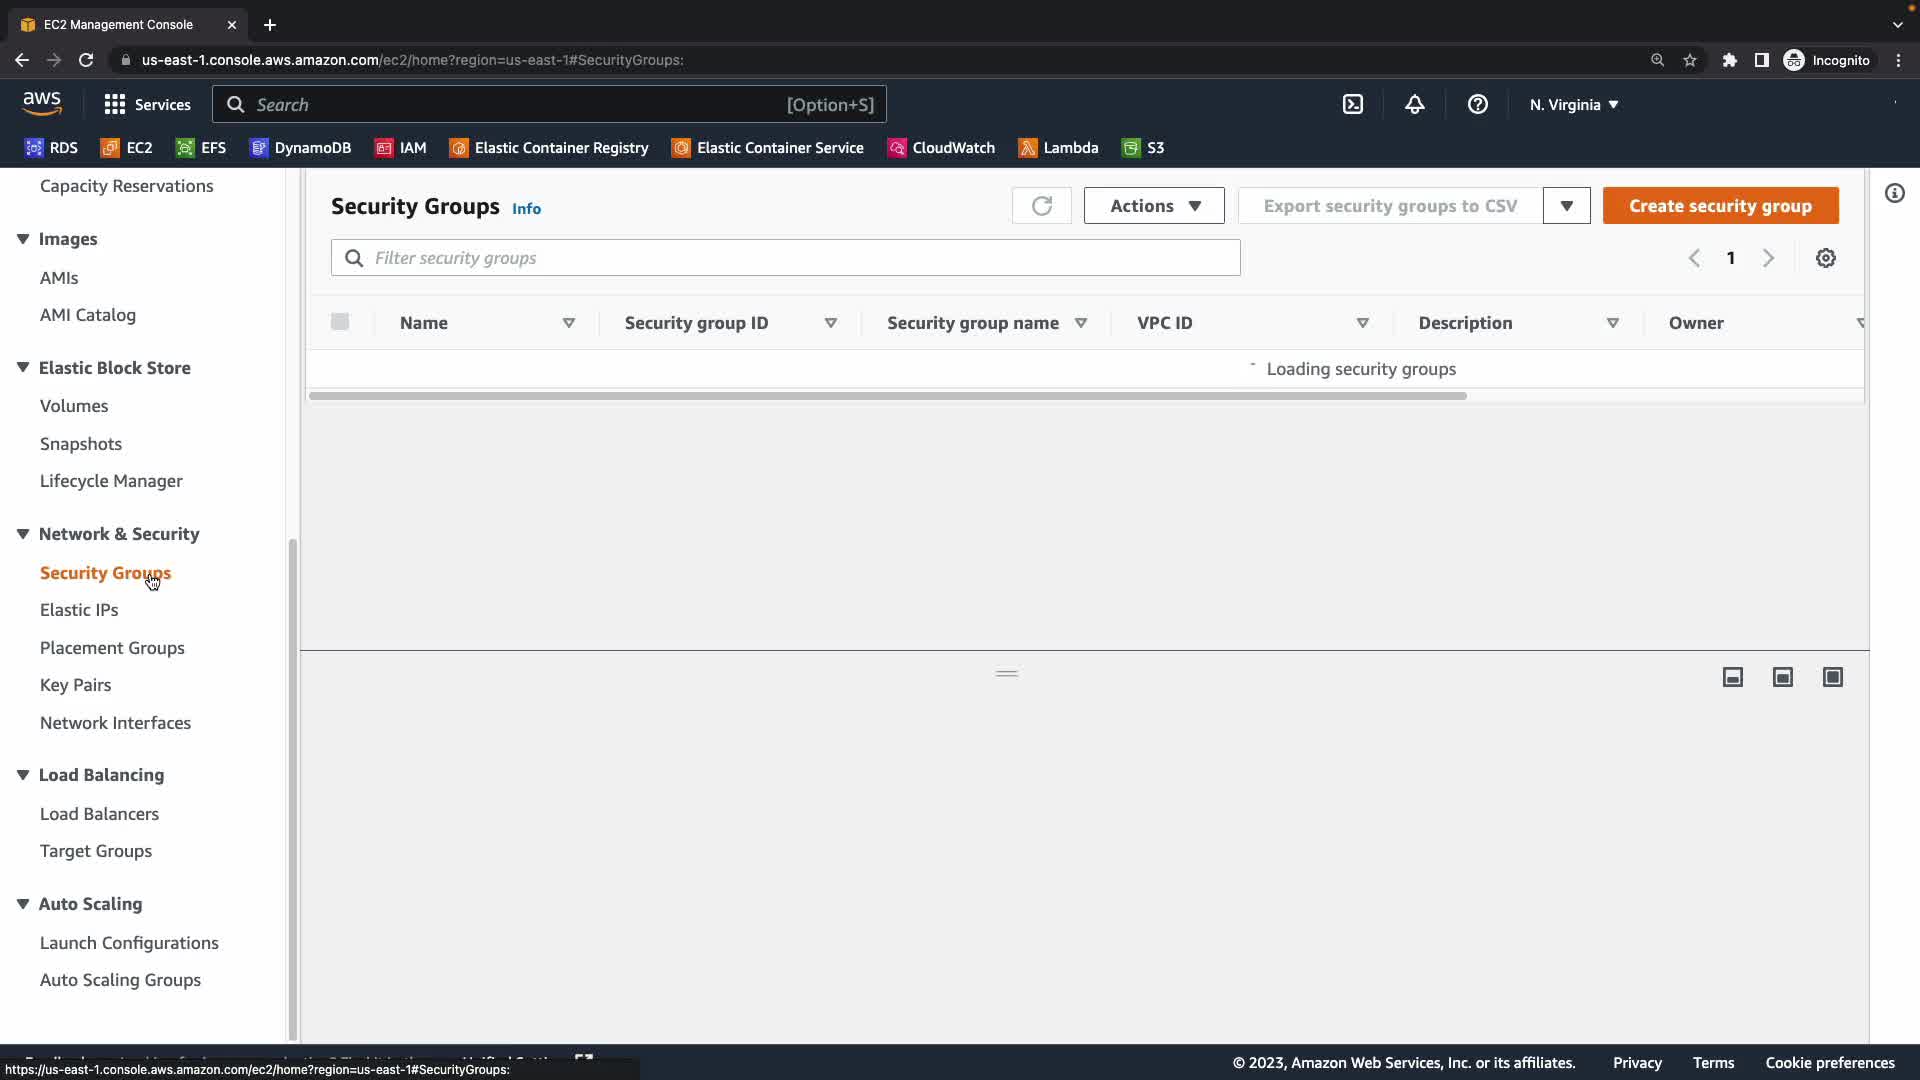 EC2 Management Console
us-east-1.console.aws.amazon.com/ec2/home?region=us-east-1#SecurityGroups:
Incognito
aws
Services
Search
[Option+S]
N. Virginia
RDS
EC2
EFS
DynamoDB
IAM
Elastic Container Registry
Elastic Container Service
CloudWatch
Lambda
S3
Capacity Reservations
Images
AMIs
AMI Catalog
Elastic Block Store
Volumes
Snapshots
Lifecycle Manager
Network & Security
Security Groups
Elastic IPs
Placement Groups
Key Pairs
Network Interfaces
Load Balancing
Load Balancers
Target Groups
Auto Scaling
Launch Configurations
Auto Scaling Groups
Security Groups Info
Actions
Export security groups to CSV
Create security group
Filter security groups
1
Name
Security group ID
Security group name
VPC ID
Description
Owner
Loading security groups
https://us-east-1.console.aws.amazon.com/ec2/home?region=us-east-1#SecurityGroups:
© 2023, Amazon Web Services, Inc. or its affiliates.
Privacy
Terms
Cookie preferences